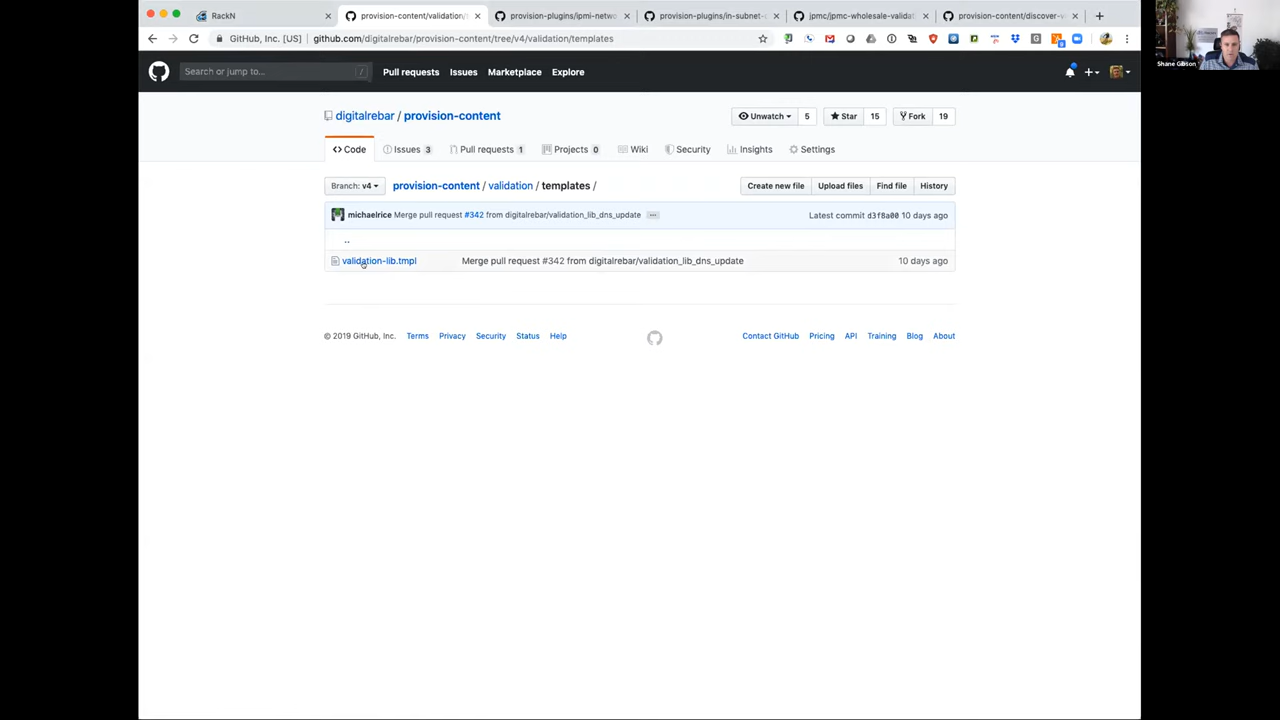 RackN
provision-content/validation/t
provision-plugins/ipmi-netwo
provision-plugins/in-subnet-
jpmc/jpmc-wholesale-validat
provision-content/discover-
GitHub, Inc. [US] github.com/digitalrebar/provision-content/tree/v4/validation/templates
Shane Gibson
Search or jump to... /
Pull requests Issues Marketplace Explore
digitalrebar / provision-content
Unwatch 5 Star 15 Fork 19
Code Issues 3 Pull requests 1 Projects 0 Wiki Security Insights Settings
Branch: v4 provision-content / validation / templates /
Create new file Upload files Find file History
michaelrice Merge pull request #342 from digitalrebar/validation_lib_dns_update ... Latest commit d3f8a00 10 days ago
..
validation-lib.tmpl Merge pull request #342 from digitalrebar/validation_lib_dns_update 10 days ago
© 2019 GitHub, Inc. Terms Privacy Security Status Help Contact GitHub Pricing API Training Blog About